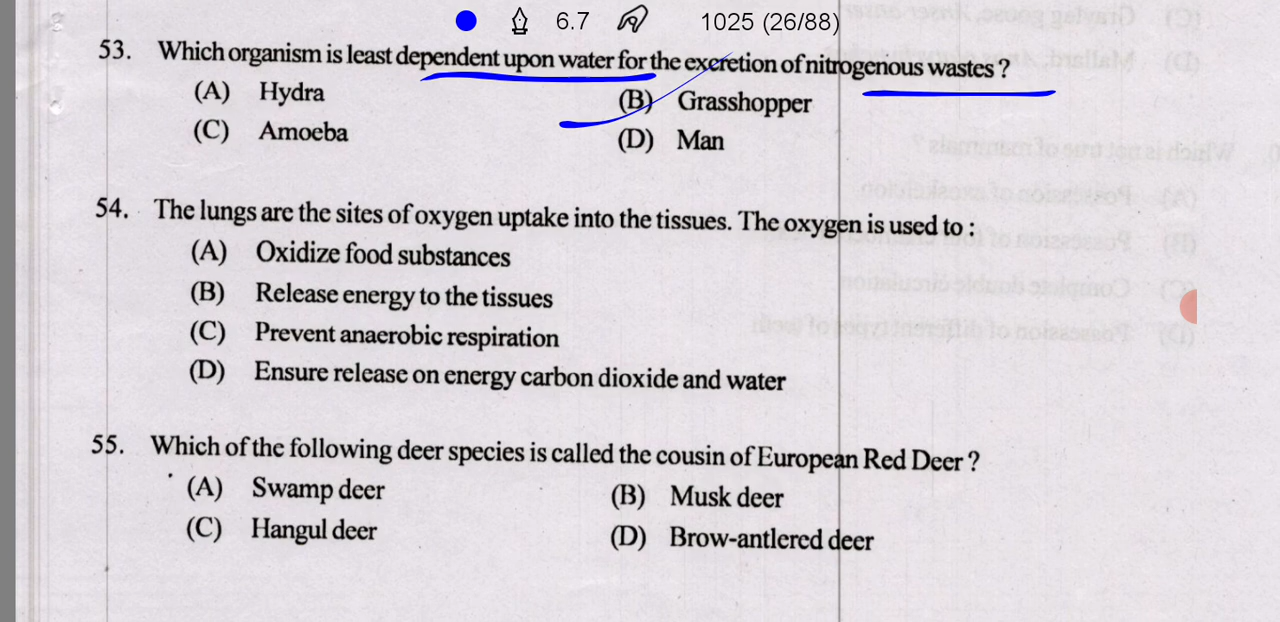 6.7 1025 (26/88)
53. Which organism is least dependent upon water for the excretion of nitrogenous wastes ?
(A) Hydra (B) Grasshopper
(C) Amoeba (D) Man
54. The lungs are the sites of oxygen uptake into the tissues. The oxygen is used to :
(A) Oxidize food substances
(B) Release energy to the tissues
(C) Prevent anaerobic respiration
(D) Ensure release on energy carbon dioxide and water
55. Which of the following deer species is called the cousin of European Red Deer ?
(A) Swamp deer (B) Musk deer
(C) Hangul deer (D) Brow-antlered deer